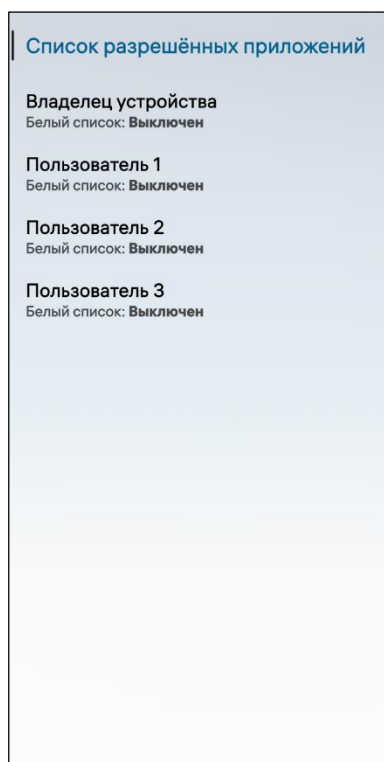 Список разрешённых приложений
Владелец устройства
Белый список: Выключен
Пользователь 1
Белый список: Выключен
Пользователь 2
Белый список: Выключен
Пользователь 3
Белый список: Выключен